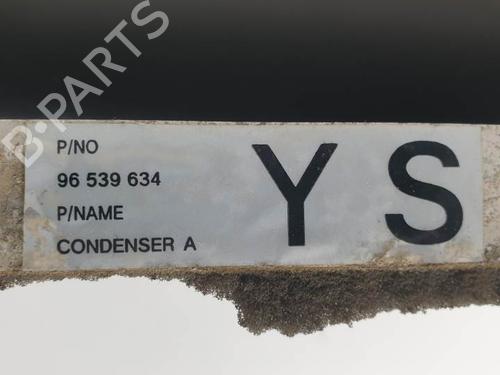 P/NO
96 539 634
P/NAME
CONDENSER A
YS
B-PARTS